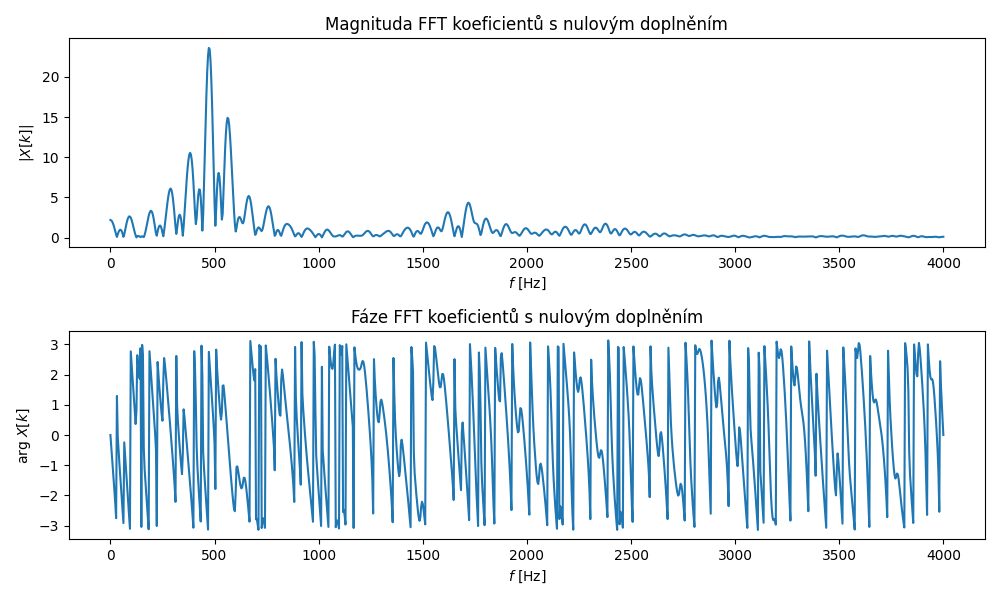 Magnituda FFT koeficientů s nulovým doplněním
|X[k]|
20
15
10
5
0
0 500 1000 1500 2000 2500 3000 3500 4000
f [Hz]
Fáze FFT koeficientů s nulovým doplněním
arg X[k]
3
2
1
0
−1
−2
−3
0 500 1000 1500 2000 2500 3000 3500 4000
f [Hz]